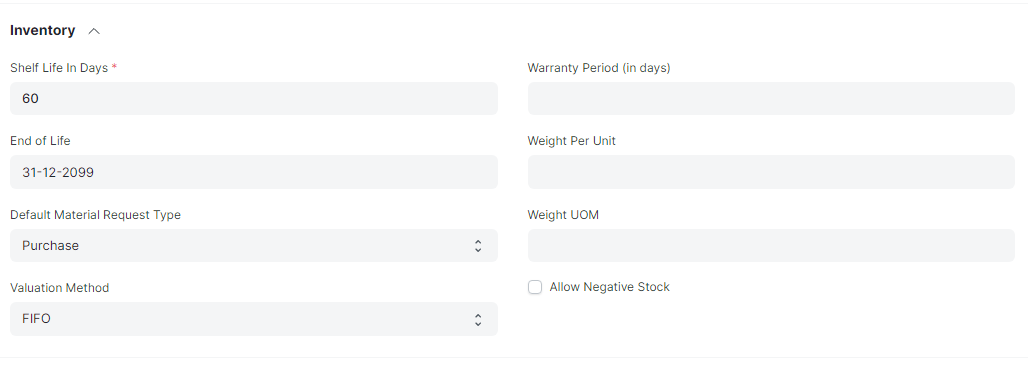 Inventory
Shelf Life In Days *
60
End of Life
31-12-2099
Default Material Request Type
Purchase
Valuation Method
FIFO
Warranty Period (in days)
Weight Per Unit
Weight UOM
Allow Negative Stock